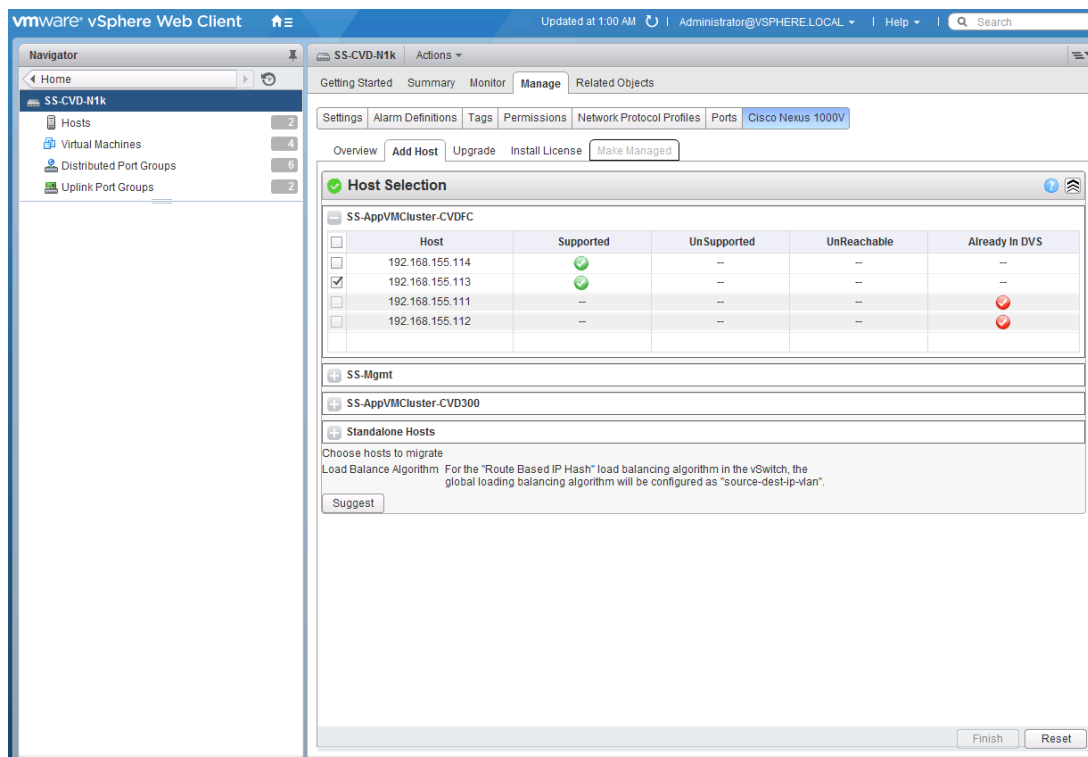 vmware® vSphere Web Client Updated at 1:00 AM | Administrator@VSPHERE.LOCAL | Help | Search
Navigator
Home
SS-CVD-N1k
Hosts 2
Virtual Machines 4
Distributed Port Groups 6
Uplink Port Groups 2
SS-CVD-N1k Actions
Getting Started Summary Monitor Manage Related Objects
Settings Alarm Definitions Tags Permissions Network Protocol Profiles Ports Cisco Nexus 1000V
Overview Add Host Upgrade Install License Make Managed
Host Selection
SS-AppVMCluster-CVDFC
Host Supported UnSupported UnReachable Already In DVS
192.168.155.114 -- -- --
192.168.155.113 -- -- --
192.168.155.111 -- -- --
192.168.155.112 -- -- --
SS-Mgmt
SS-AppVMCluster-CVD300
Standalone Hosts
Choose hosts to migrate
Load Balance Algorithm For the "Route Based IP Hash" load balancing algorithm in the vSwitch, the
global loading balancing algorithm will be configured as "source-dest-ip-vlan".
Suggest
Finish Reset